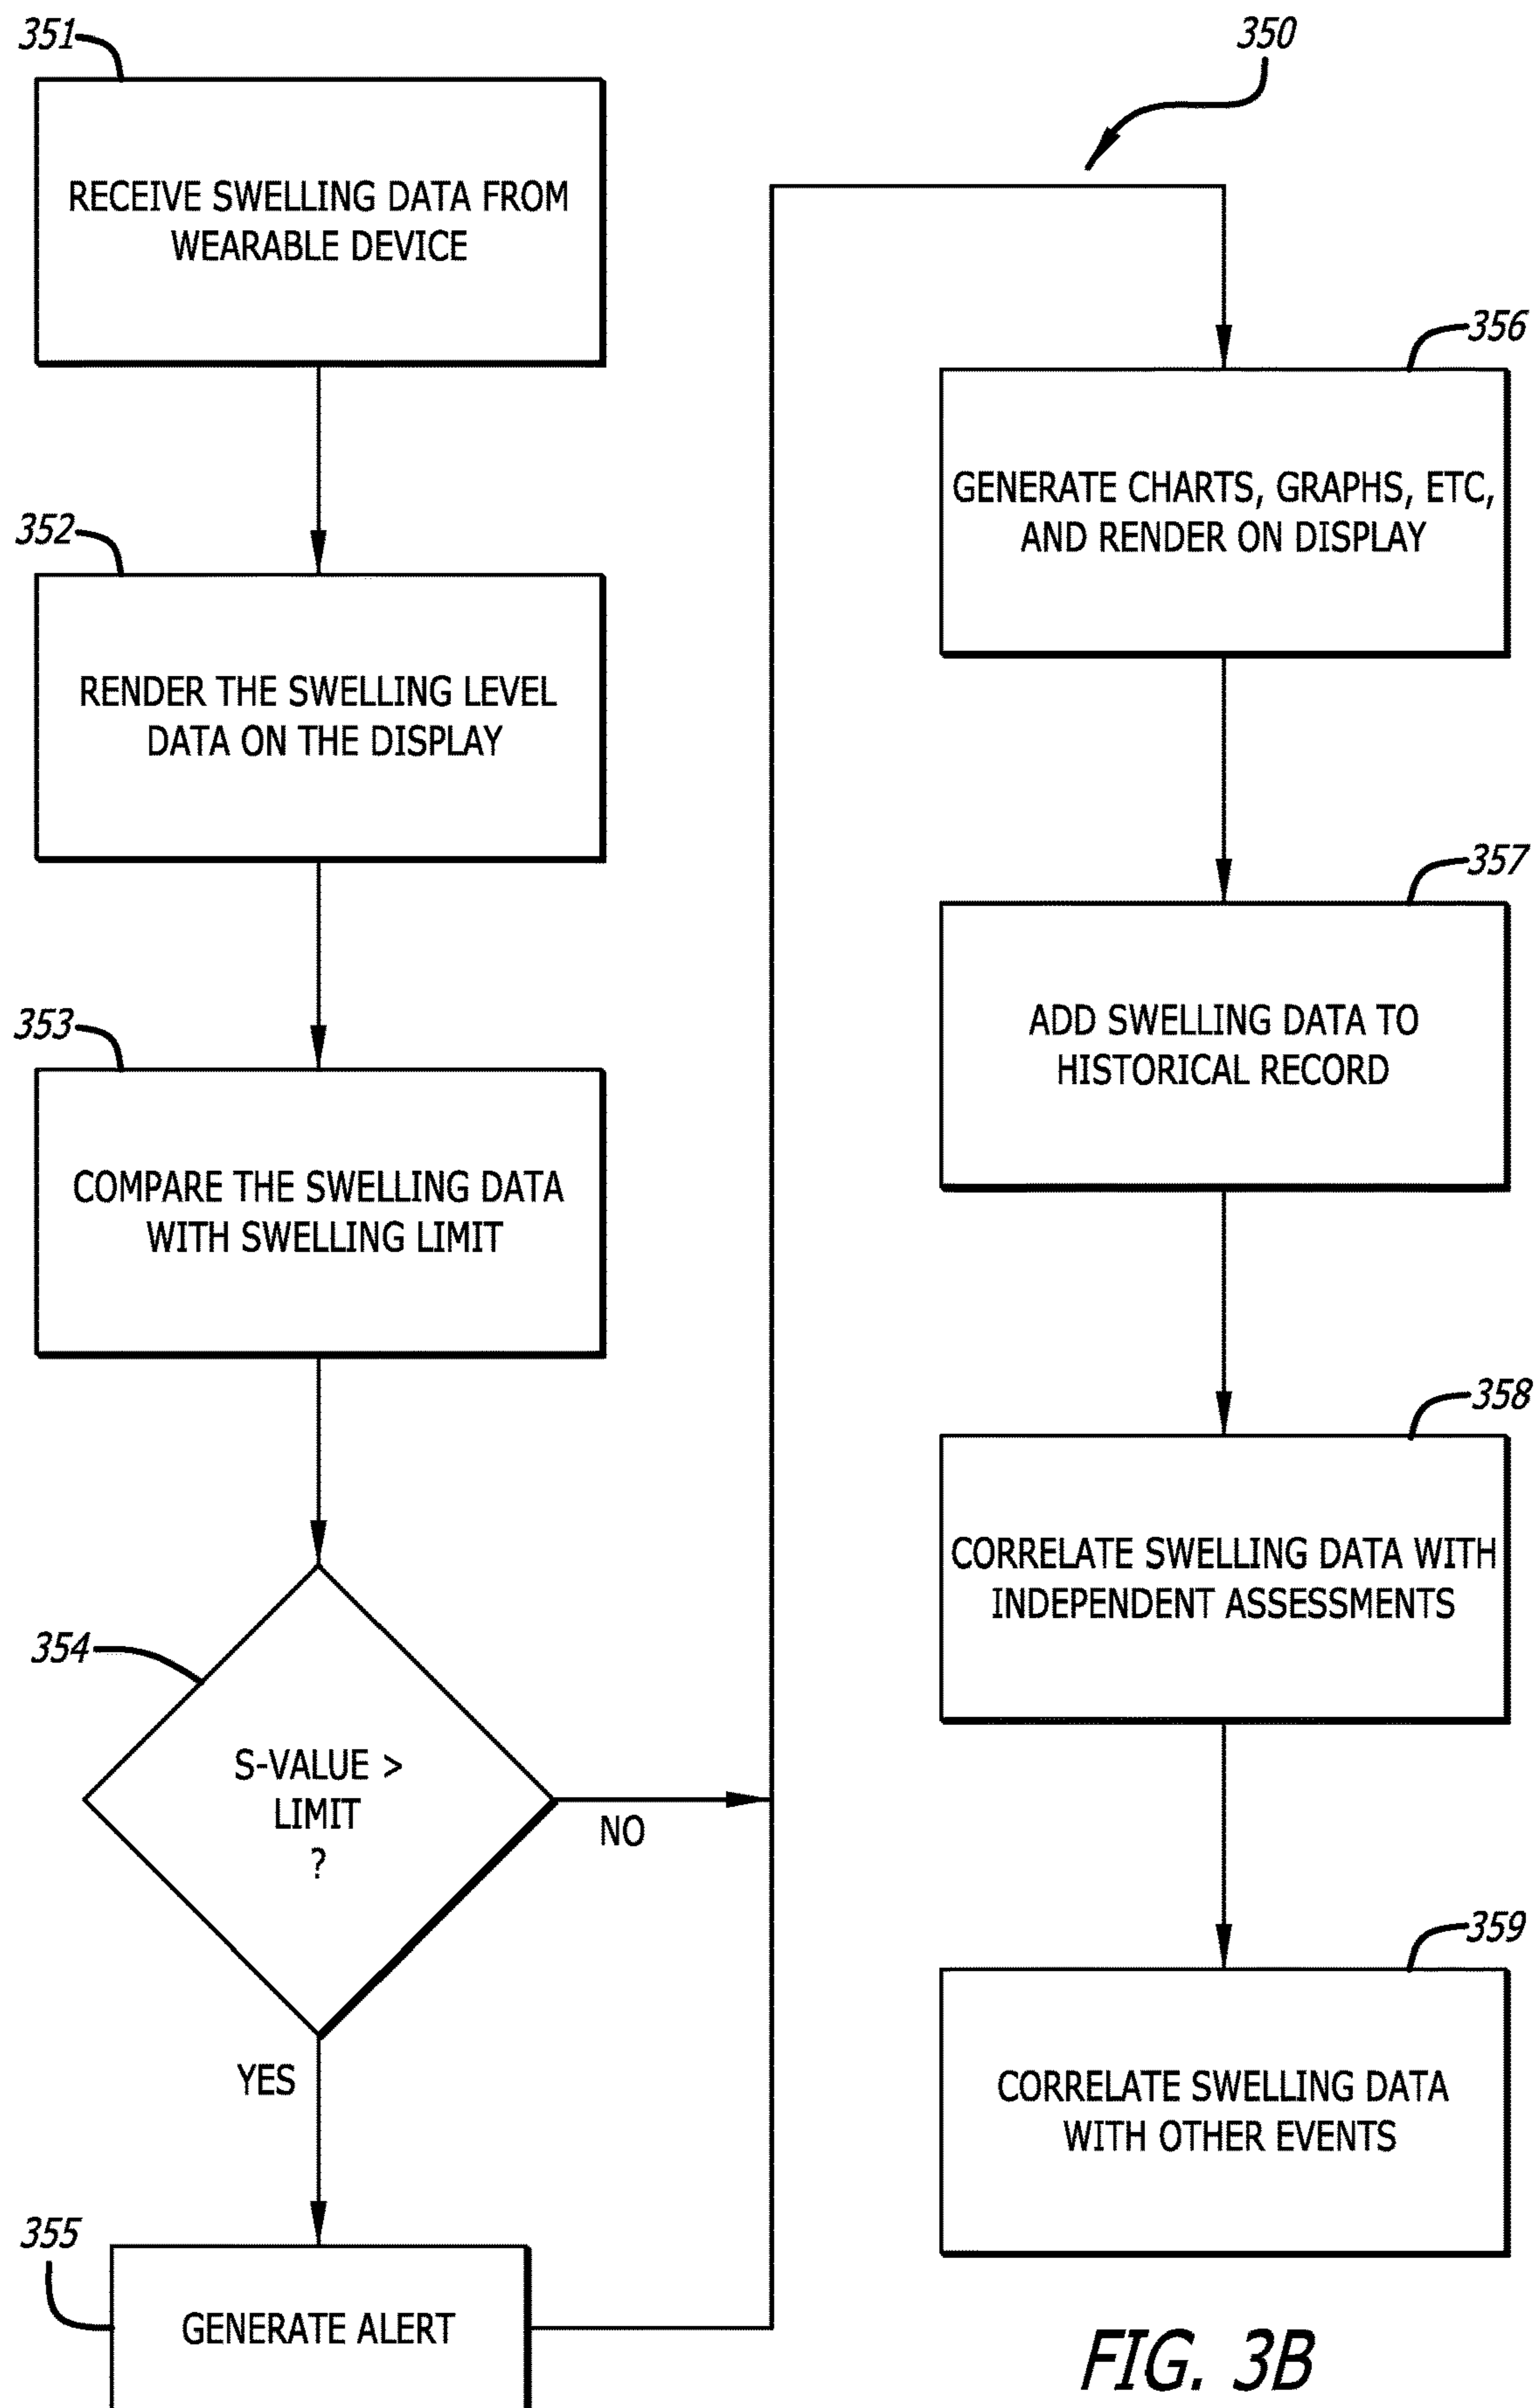 351
RECEIVE SWELLING DATA FROM
WEARABLE DEVICE
352
RENDER THE SWELLING LEVEL
DATA ON THE DISPLAY
353
COMPARE THE SWELLING DATA
WITH SWELLING LIMIT
354
S-VALUE >
LIMIT
?
NO
YES
355
GENERATE ALERT
350
356
GENERATE CHARTS, GRAPHS, ETC,
AND RENDER ON DISPLAY
357
ADD SWELLING DATA TO
HISTORICAL RECORD
358
CORRELATE SWELLING DATA WITH
INDEPENDENT ASSESSMENTS
359
CORRELATE SWELLING DATA
WITH OTHER EVENTS
FIG. 3B